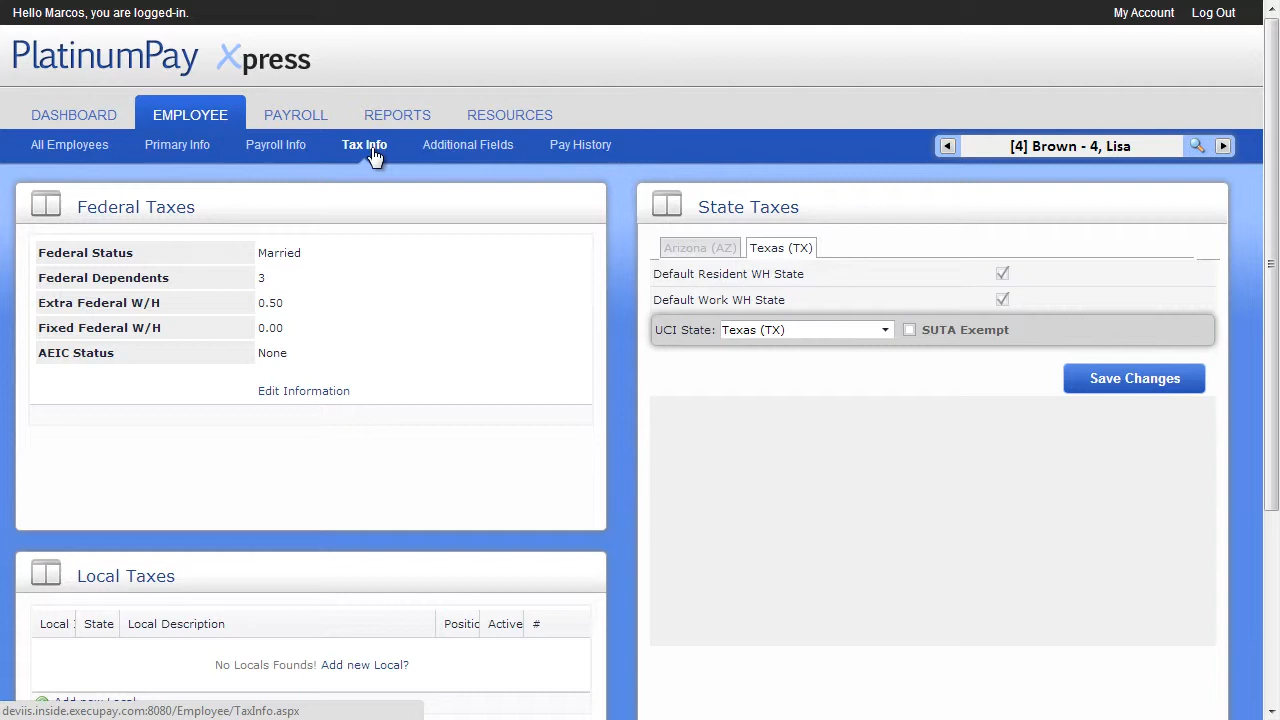 Hello Marcos, you are logged-in.
My Account Log Out
PlatinumPay Xpress
DASHBOARD EMPLOYEE PAYROLL REPORTS RESOURCES
All Employees Primary Info Payroll Info Tax Info Additional Fields Pay History
[4] Brown - 4, Lisa
Federal Taxes
Federal Status Married
Federal Dependents 3
Extra Federal W/H 0.50
Fixed Federal W/H 0.00
AEIC Status None
Edit Information
State Taxes
Arizona (AZ) Texas (TX)
Default Resident WH State
Default Work WH State
UCI State: Texas (TX) SUTA Exempt
Save Changes
Local Taxes
Local State Local Description Positic Active #
No Locals Founds! Add new Local?
Add new Local
deviis.inside.execupay.com:8080/Employee/TaxInfo.aspx